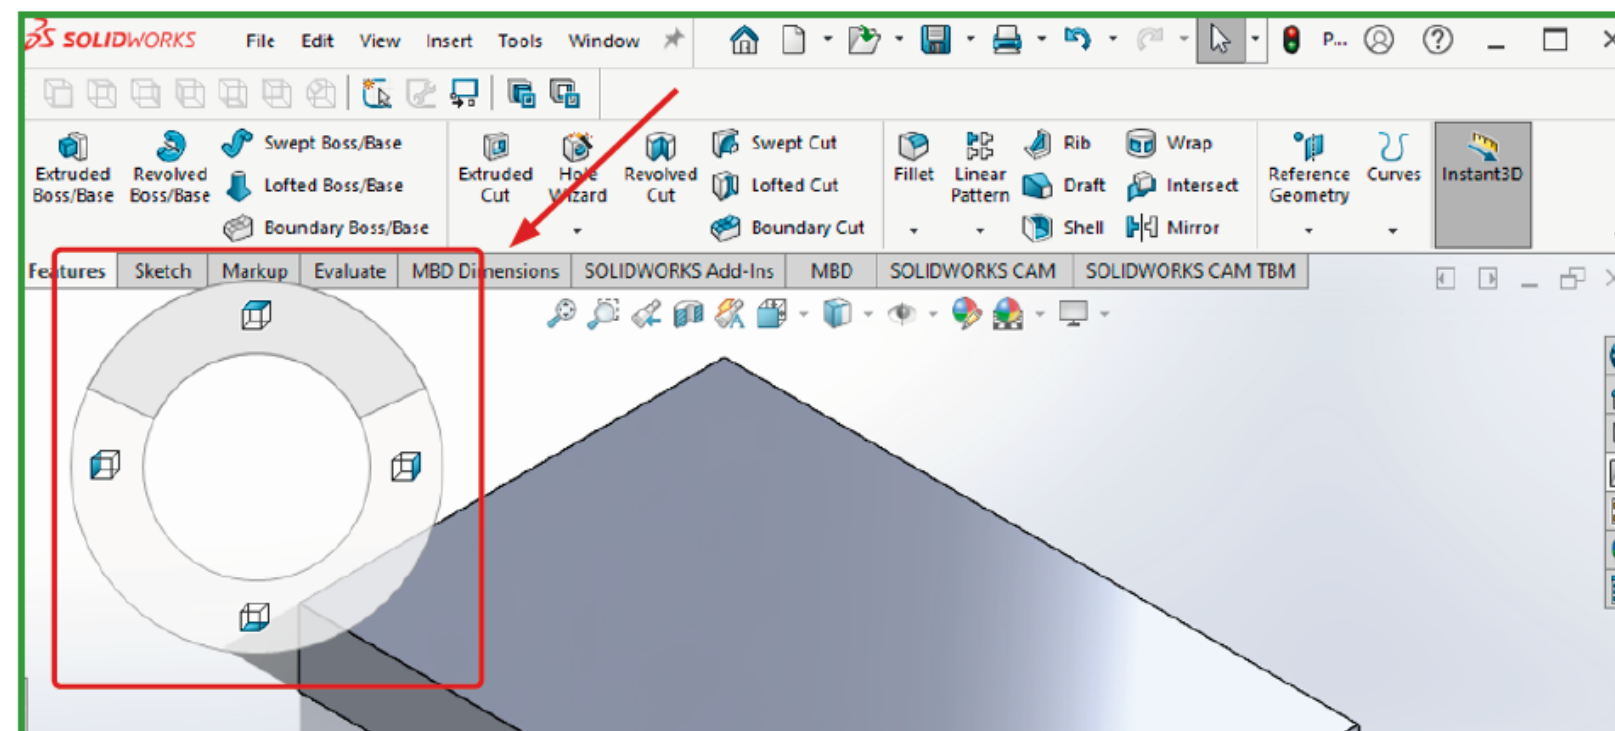 SOLIDWORKS File Edit View Insert Tools Window P...
Swept Boss/Base Swept Cut Rib Wrap
Extruded Revolved Lofted Boss/Base Extruded Hole Revolved Lofted Cut Fillet Linear Draft Intersect Reference Curves Instant3D
Boss/Base Boss/Base Cut Wizard Cut Pattern Geometry
Boundary Boss/Base Boundary Cut Shell Mirror
Features Sketch Markup Evaluate MBD Dimensions SOLIDWORKS Add-Ins MBD SOLIDWORKS CAM SOLIDWORKS CAM TBM